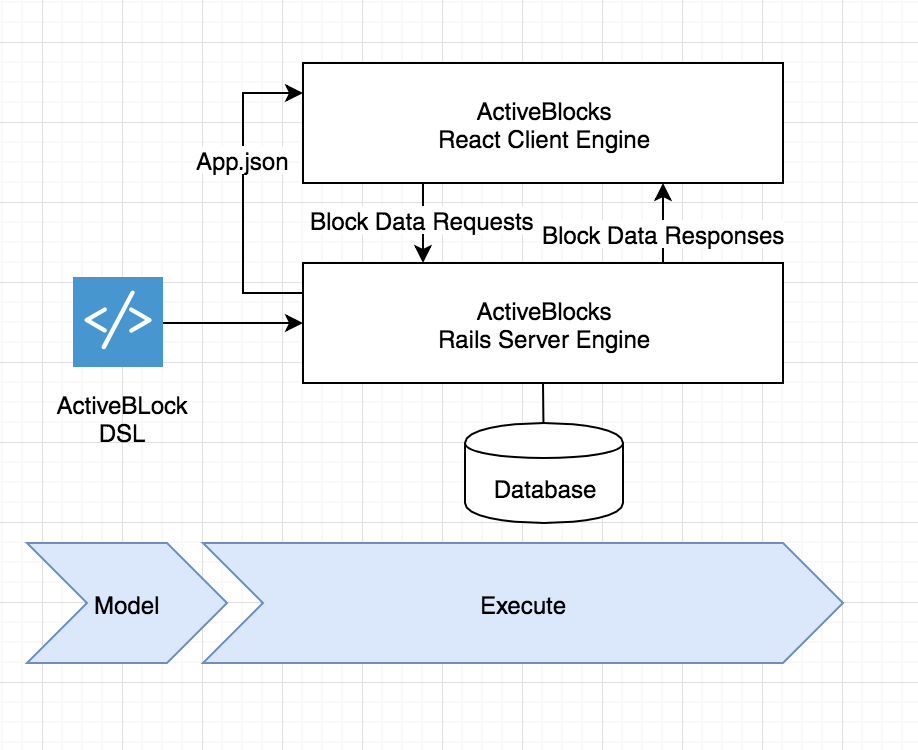 ActiveBlocks
React Client Engine
App.json
Block Data Requests
Block Data Responses
</>
ActiveBlocks
Rails Server Engine
ActiveBLock
DSL
Database
Model
Execute